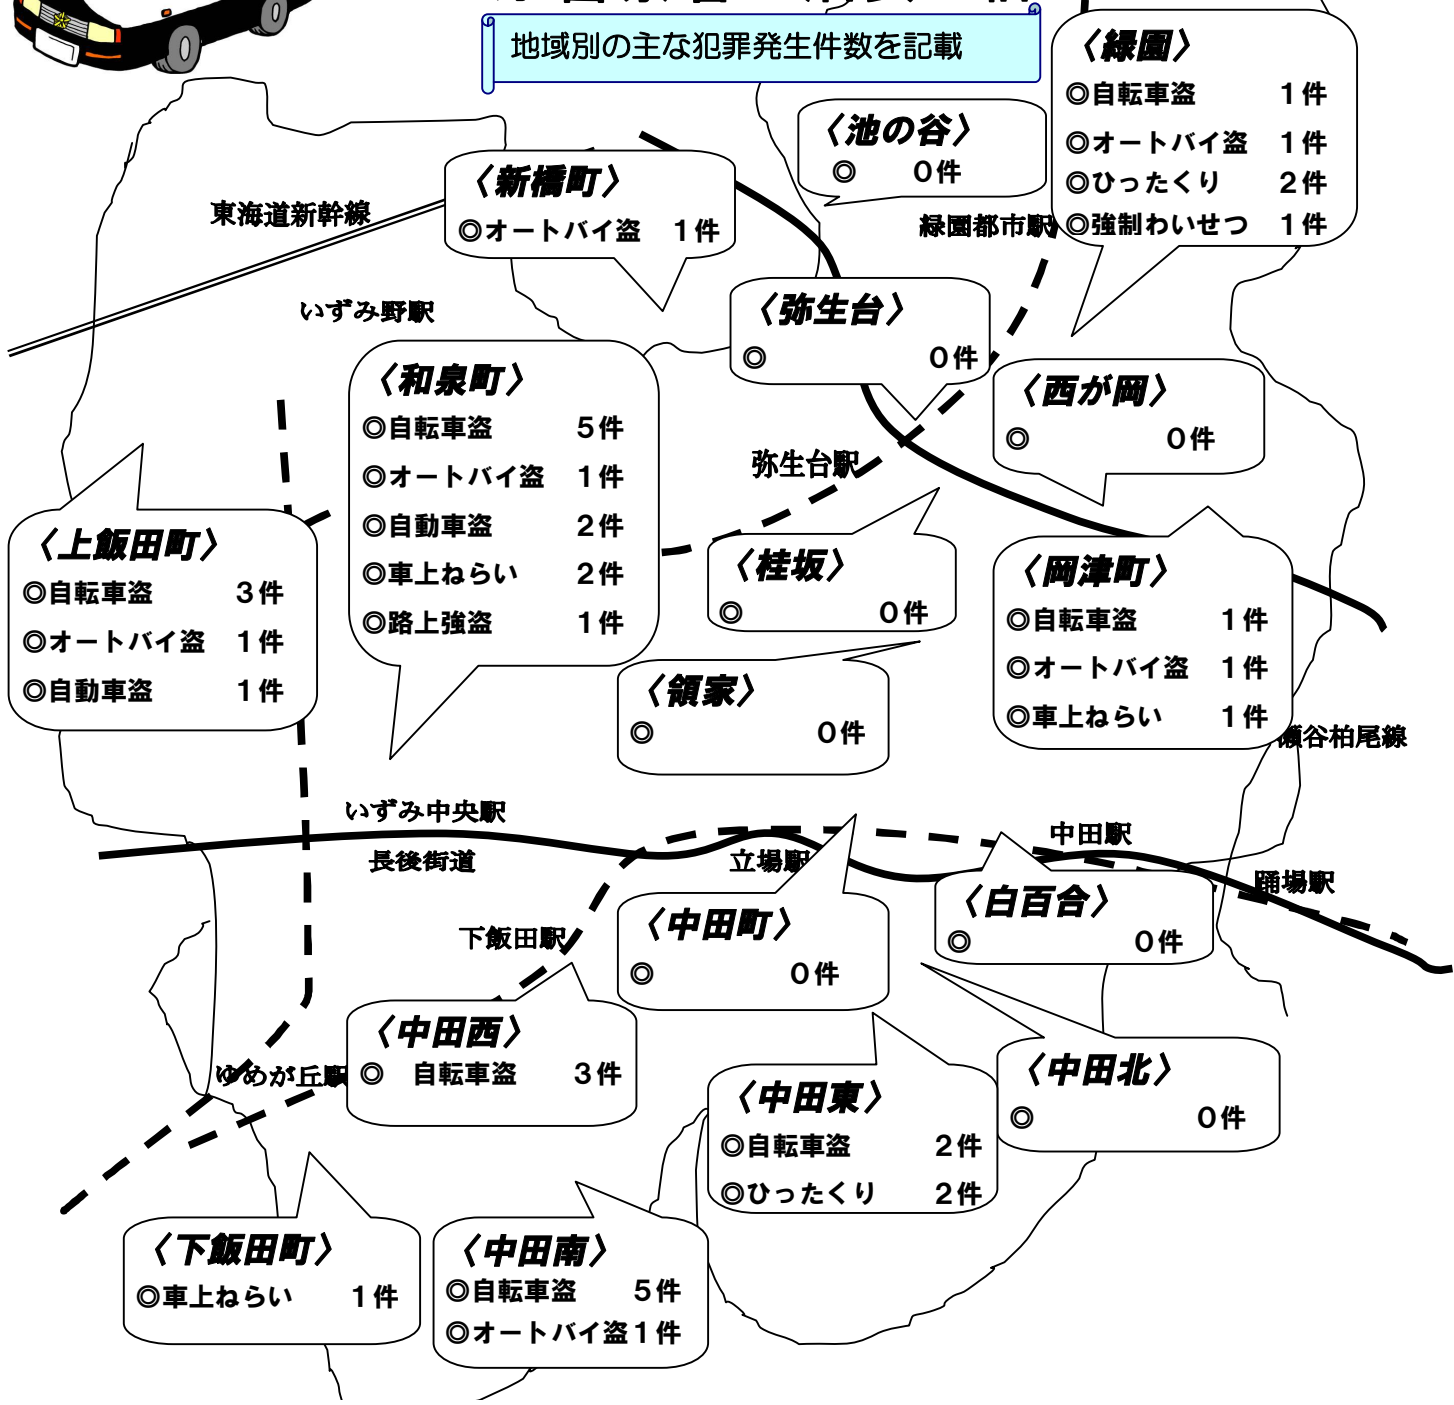 地域別の主な犯罪発生件数を記載
〈緑園〉
◎自転車盗 1件
◎オートバイ盗 1件
◎ひったくり 2件
◎強制わいせつ 1件
〈池の谷〉
◎ 0件
〈新橋町〉
◎オートバイ盗 1件
東海道新幹線
緑園都市駅
いずみ野駅
〈弥生台〉
◎ 0件
〈和泉町〉
◎自転車盗 5件
◎オートバイ盗 1件
◎自動車盗 2件
◎車上ねらい 2件
◎路上強盗 1件
〈西が岡〉
◎ 0件
弥生台駅
〈上飯田町〉
◎自転車盗 3件
◎オートバイ盗 1件
◎自動車盗 1件
〈桂坂〉
◎ 0件
〈岡津町〉
◎自転車盗 1件
◎オートバイ盗 1件
◎車上ねらい 1件
〈領家〉
◎ 0件
瀬谷柏尾線
いずみ中央駅
長後街道
立場駅
中田駅
踊場駅
〈中田町〉
◎ 0件
〈白百合〉
◎ 0件
下飯田駅
〈中田西〉
◎ 自転車盗 3件
ゆめが丘駅
〈中田東〉
◎自転車盗 2件
◎ひったくり 2件
〈中田北〉
◎ 0件
〈下飯田町〉
◎車上ねらい 1件
〈中田南〉
◎自転車盗 5件
◎オートバイ盗1件